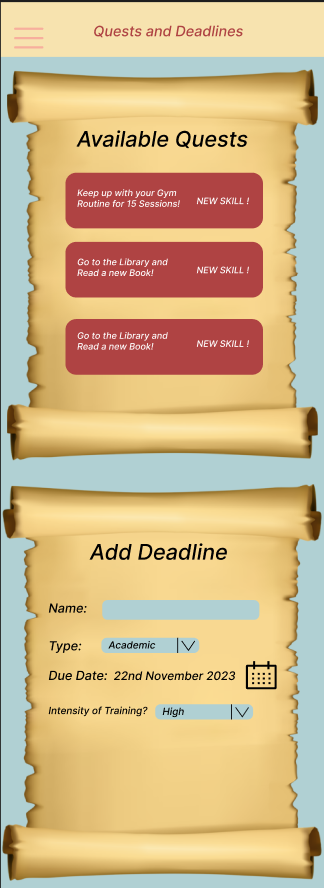 Quests and Deadlines
Available Quests
Keep up with your Gym
Routine for 15 Sessions!
NEW SKILL !
Go to the Library and
Read a new Book!
NEW SKILL !
Go to the Library and
Read a new Book!
NEW SKILL !
Add Deadline
Name:
Type: Academic
Due Date: 22nd November 2023
Intensity of Training? High